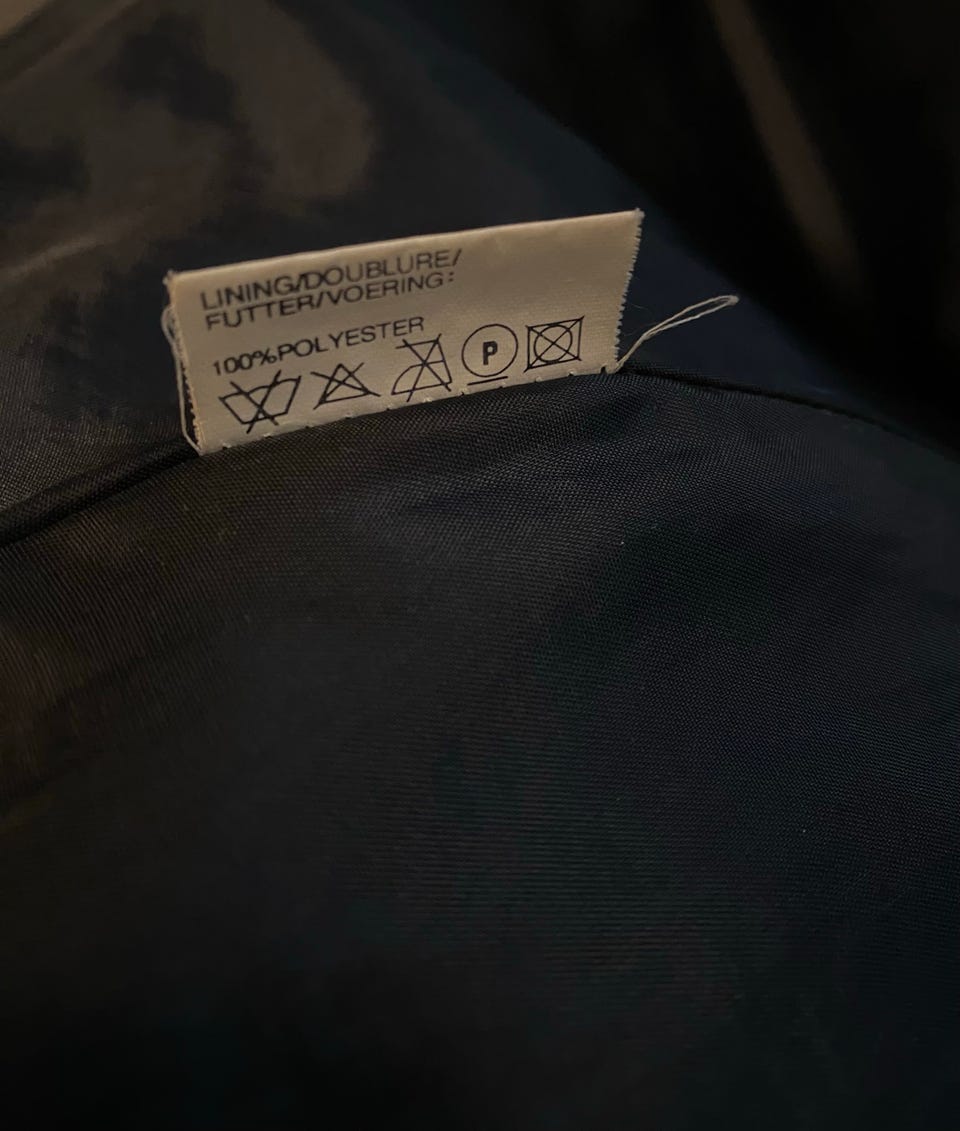 LINING/DOUBLURE/
FUTTER/VOERING:
100%POLYESTER
P